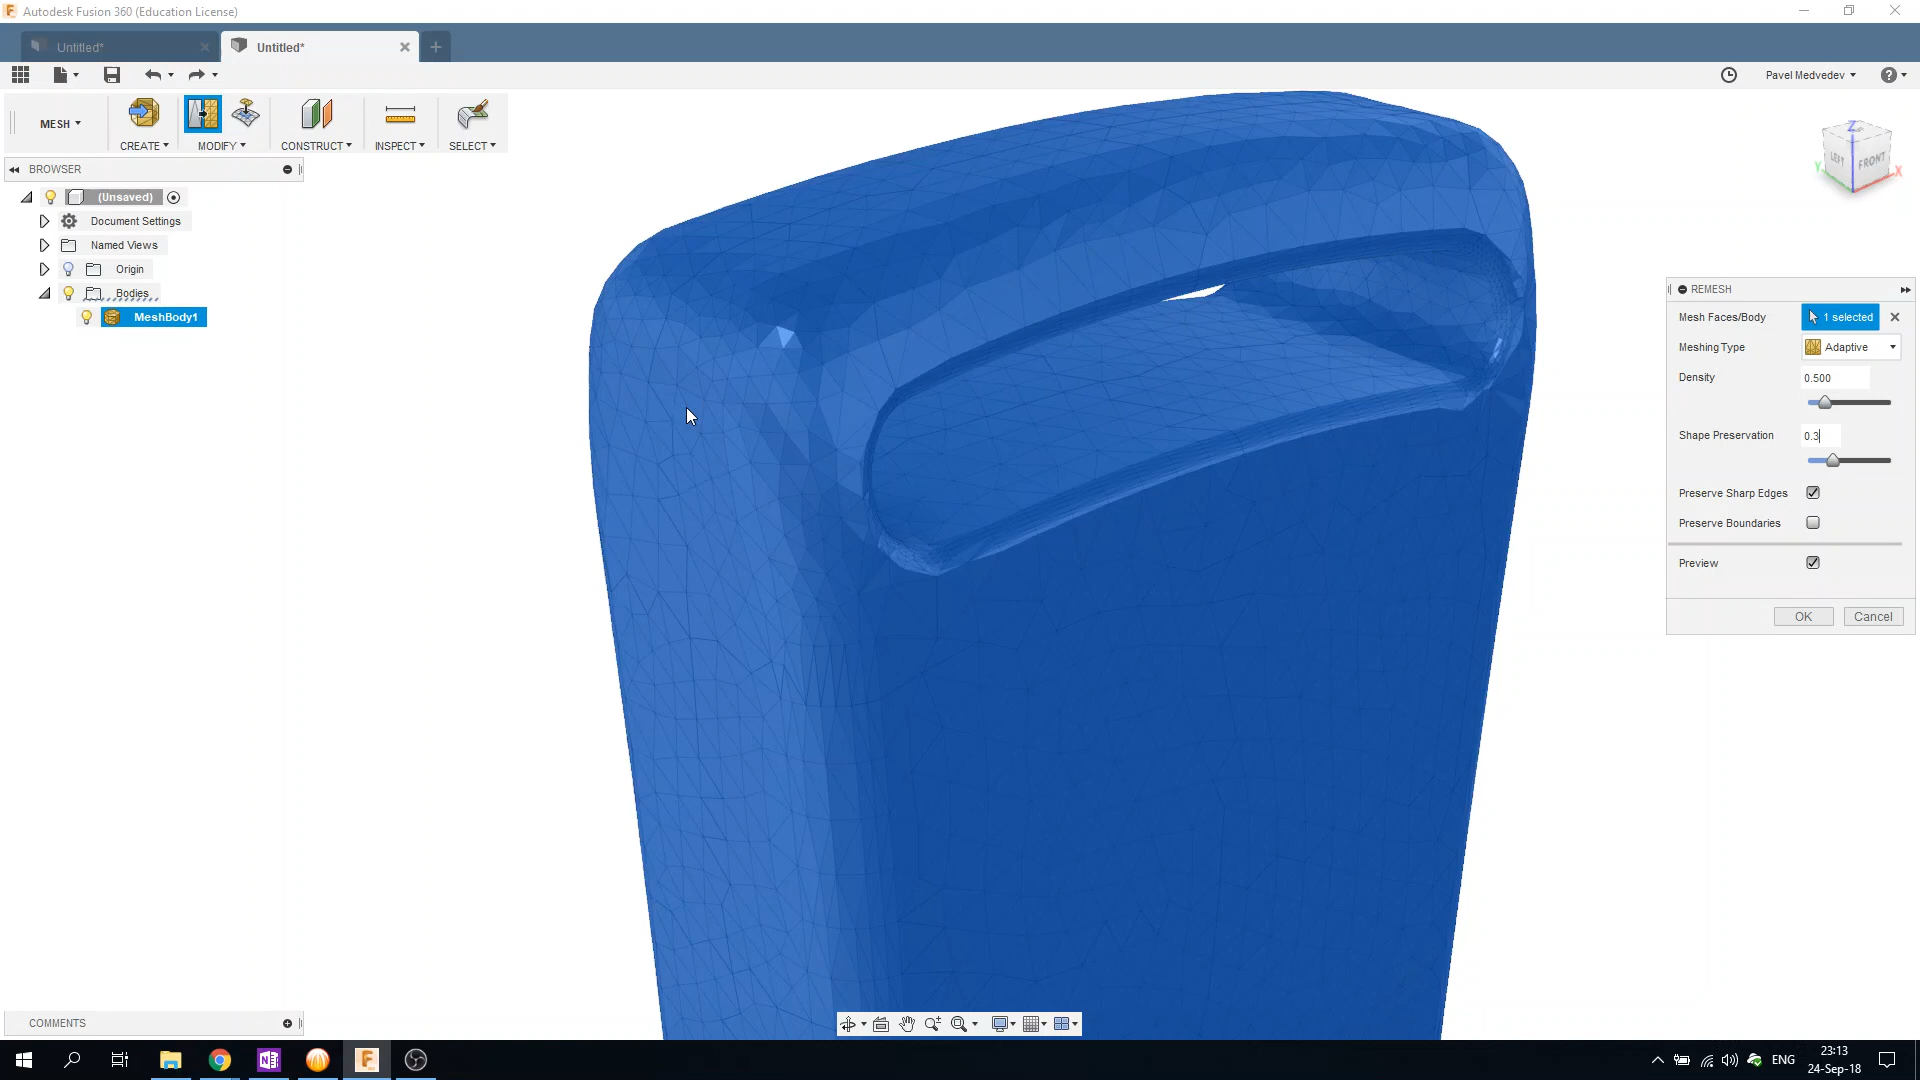 Autodesk Fusion 360 (Education License)
Untitled*
Untitled*
Pavel Medvedev
MESH
CREATE
MODIFY
CONSTRUCT
INSPECT
SELECT
BROWSER
(Unsaved)
Document Settings
Named Views
Origin
Bodies
MeshBody1
Z
LEFT
FRONT
Y
X
REMESH
Mesh Faces/Body
1 selected
Meshing Type
Adaptive
Density
0.500
Shape Preservation
0.3
Preserve Sharp Edges
Preserve Boundaries
Preview
OK
Cancel
COMMENTS
ENG
23:13
24-Sep-18